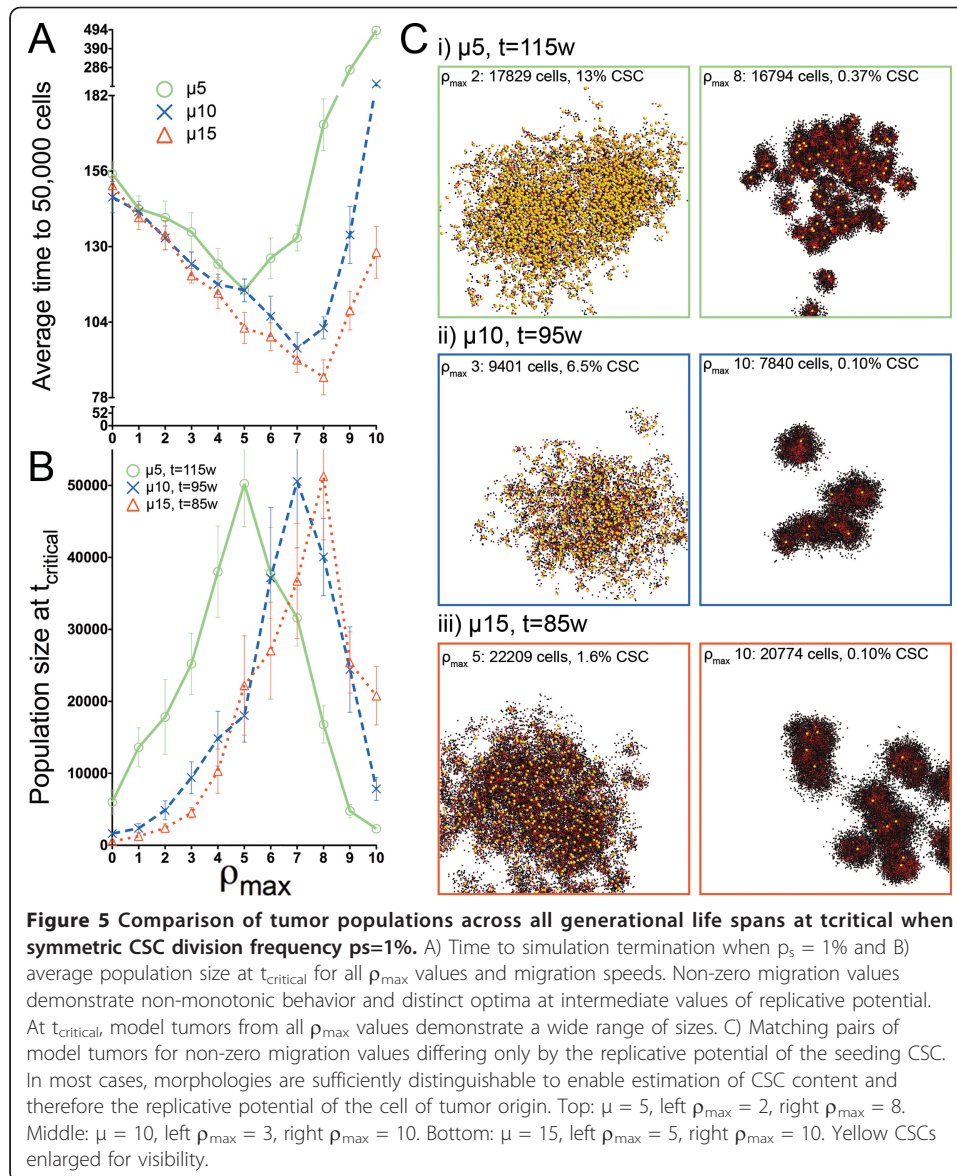 A
494
390
286
182
156
130
104
78
52
0
Average time to 50,000 cells
μ5
μ10
μ15
0 1 2 3 4 5 6 7 8 9 10
B
μ5, t=115w
μ10, t=95w
μ15, t=85w
50000
40000
30000
20000
10000
0
Population size at t_critical
0 1 2 3 4 5 6 7 8 9 10
ρmax
C
i) μ5, t=115w
ρmax 2: 17829 cells, 13% CSC
ρmax 8: 16794 cells, 0.37% CSC
ii) μ10, t=95w
ρmax 3: 9401 cells, 6.5% CSC
ρmax 10: 7840 cells, 0.10% CSC
iii) μ15, t=85w
ρmax 5: 22209 cells, 1.6% CSC
ρmax 10: 20774 cells, 0.10% CSC
Figure 5 Comparison of tumor populations across all generational life spans at tcritical when
symmetric CSC division frequency ps=1%. A) Time to simulation termination when ps = 1% and B)
average population size at tcritical for all ρmax values and migration speeds. Non-zero migration values
demonstrate non-monotonic behavior and distinct optima at intermediate values of replicative potential.
At tcritical, model tumors from all ρmax values demonstrate a wide range of sizes. C) Matching pairs of
model tumors for non-zero migration values differing only by the replicative potential of the seeding CSC.
In most cases, morphologies are sufficiently distinguishable to enable estimation of CSC content and
therefore the replicative potential of the cell of tumor origin. Top: μ = 5, left ρmax = 2, right ρmax = 8.
Middle: μ = 10, left ρmax = 3, right ρmax = 10. Bottom: μ = 15, left ρmax = 5, right ρmax = 10. Yellow CSCs
enlarged for visibility.